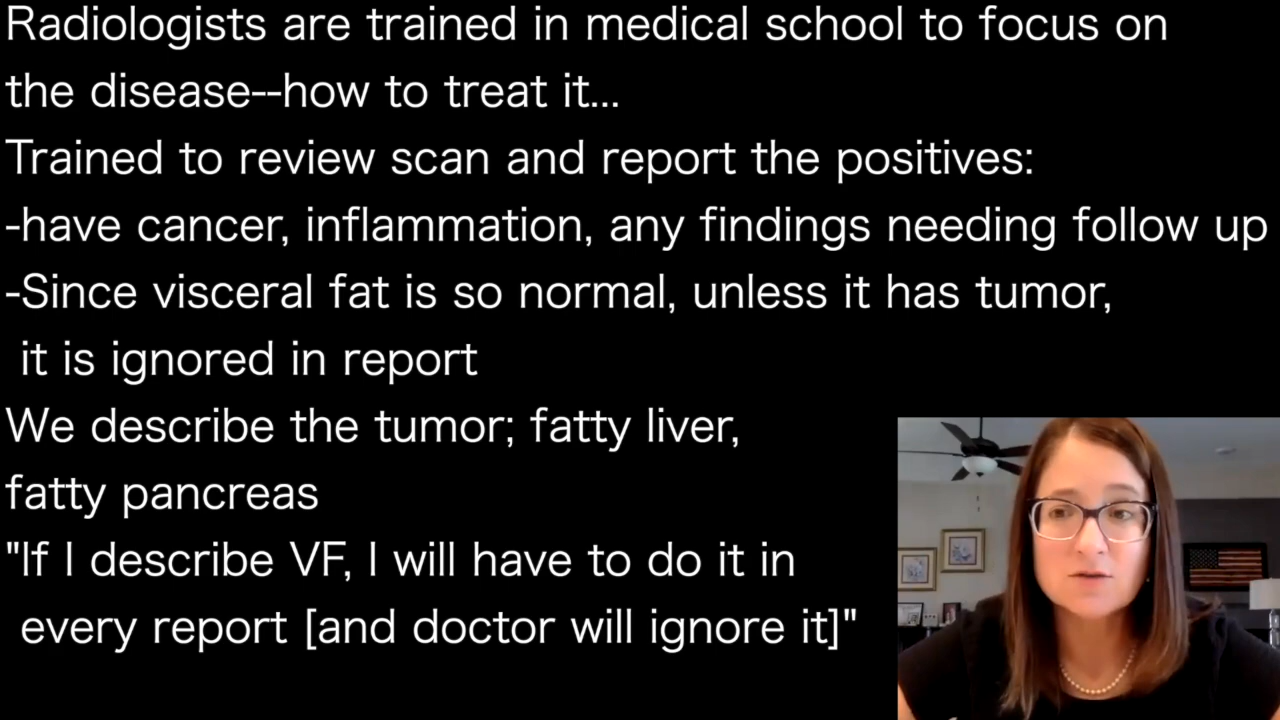 Radiologists are trained in medical school to focus on
the disease--how to treat it...
Trained to review scan and report the positives:
-have cancer, inflammation, any findings needing follow up
-Since visceral fat is so normal, unless it has tumor,
it is ignored in report
We describe the tumor; fatty liver,
fatty pancreas
"If I describe VF, I will have to do it in
every report [and doctor will ignore it]"